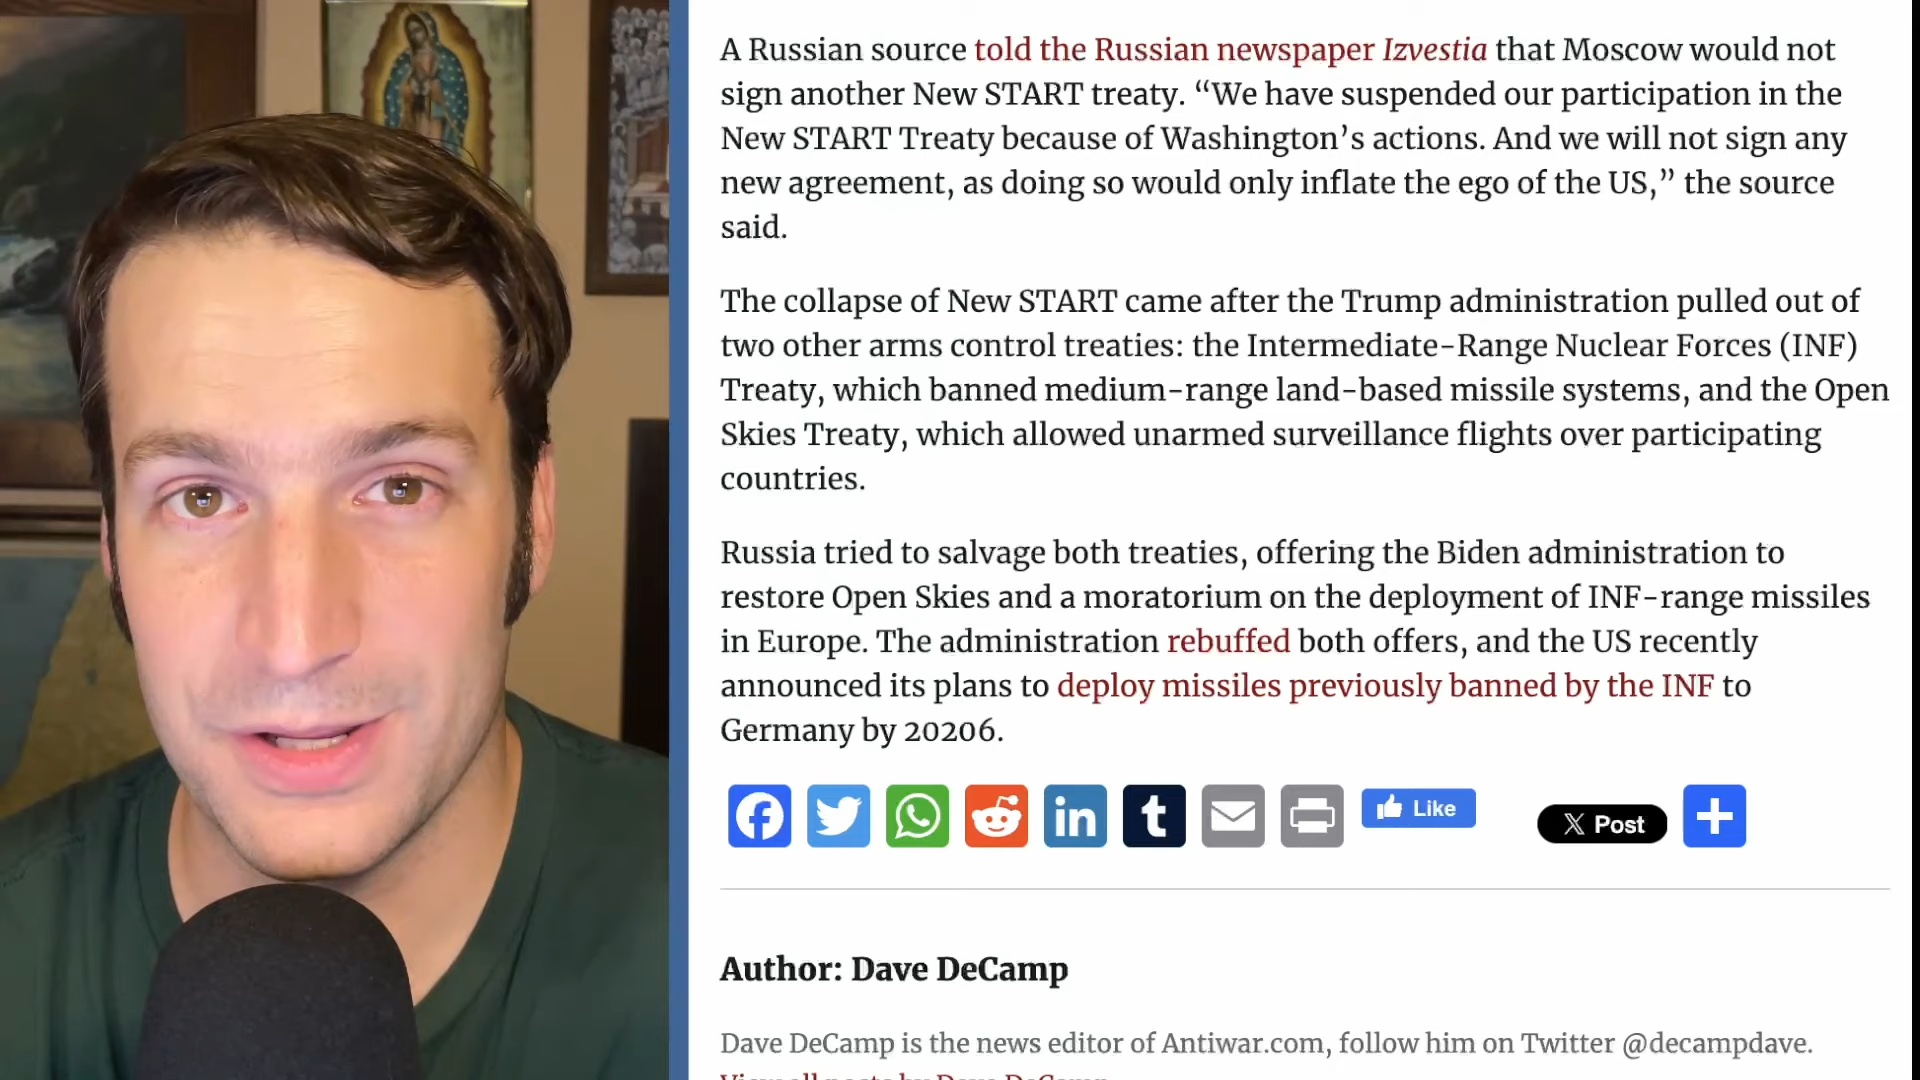 A Russian source told the Russian newspaper Izvestia that Moscow would not
sign another New START treaty. “We have suspended our participation in the
New START Treaty because of Washington’s actions. And we will not sign any
new agreement, as doing so would only inflate the ego of the US,” the source
said.
The collapse of New START came after the Trump administration pulled out of
two other arms control treaties: the Intermediate-Range Nuclear Forces (INF)
Treaty, which banned medium-range land-based missile systems, and the Open
Skies Treaty, which allowed unarmed surveillance flights over participating
countries.
Russia tried to salvage both treaties, offering the Biden administration to
restore Open Skies and a moratorium on the deployment of INF-range missiles
in Europe. The administration rebuffed both offers, and the US recently
announced its plans to deploy missiles previously banned by the INF to
Germany by 20206.
Like
X Post
Author: Dave DeCamp
Dave DeCamp is the news editor of Antiwar.com, follow him on Twitter @decampdave.
View all posts by Dave DeCamp